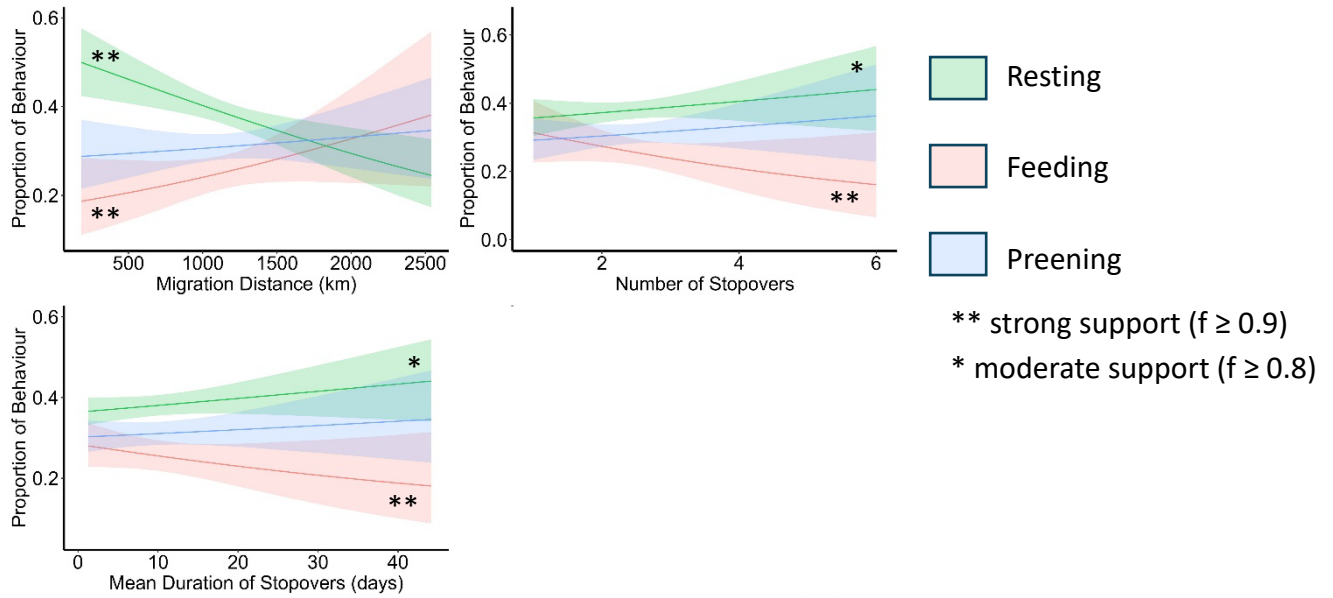 0.6
0.4
0.2
Proportion of Behaviour
**
**
500 1000 1500 2000 2500
Migration Distance (km)
0.6
0.4
0.2
0.0
Proportion of Behaviour
*
**
2 4 6
Number of Stopovers
Resting
Feeding
Preening
** strong support (f ≥ 0.9)
* moderate support (f ≥ 0.8)
0.6
0.4
0.2
Proportion of Behaviour
*
**
0 10 20 30 40
Mean Duration of Stopovers (days)